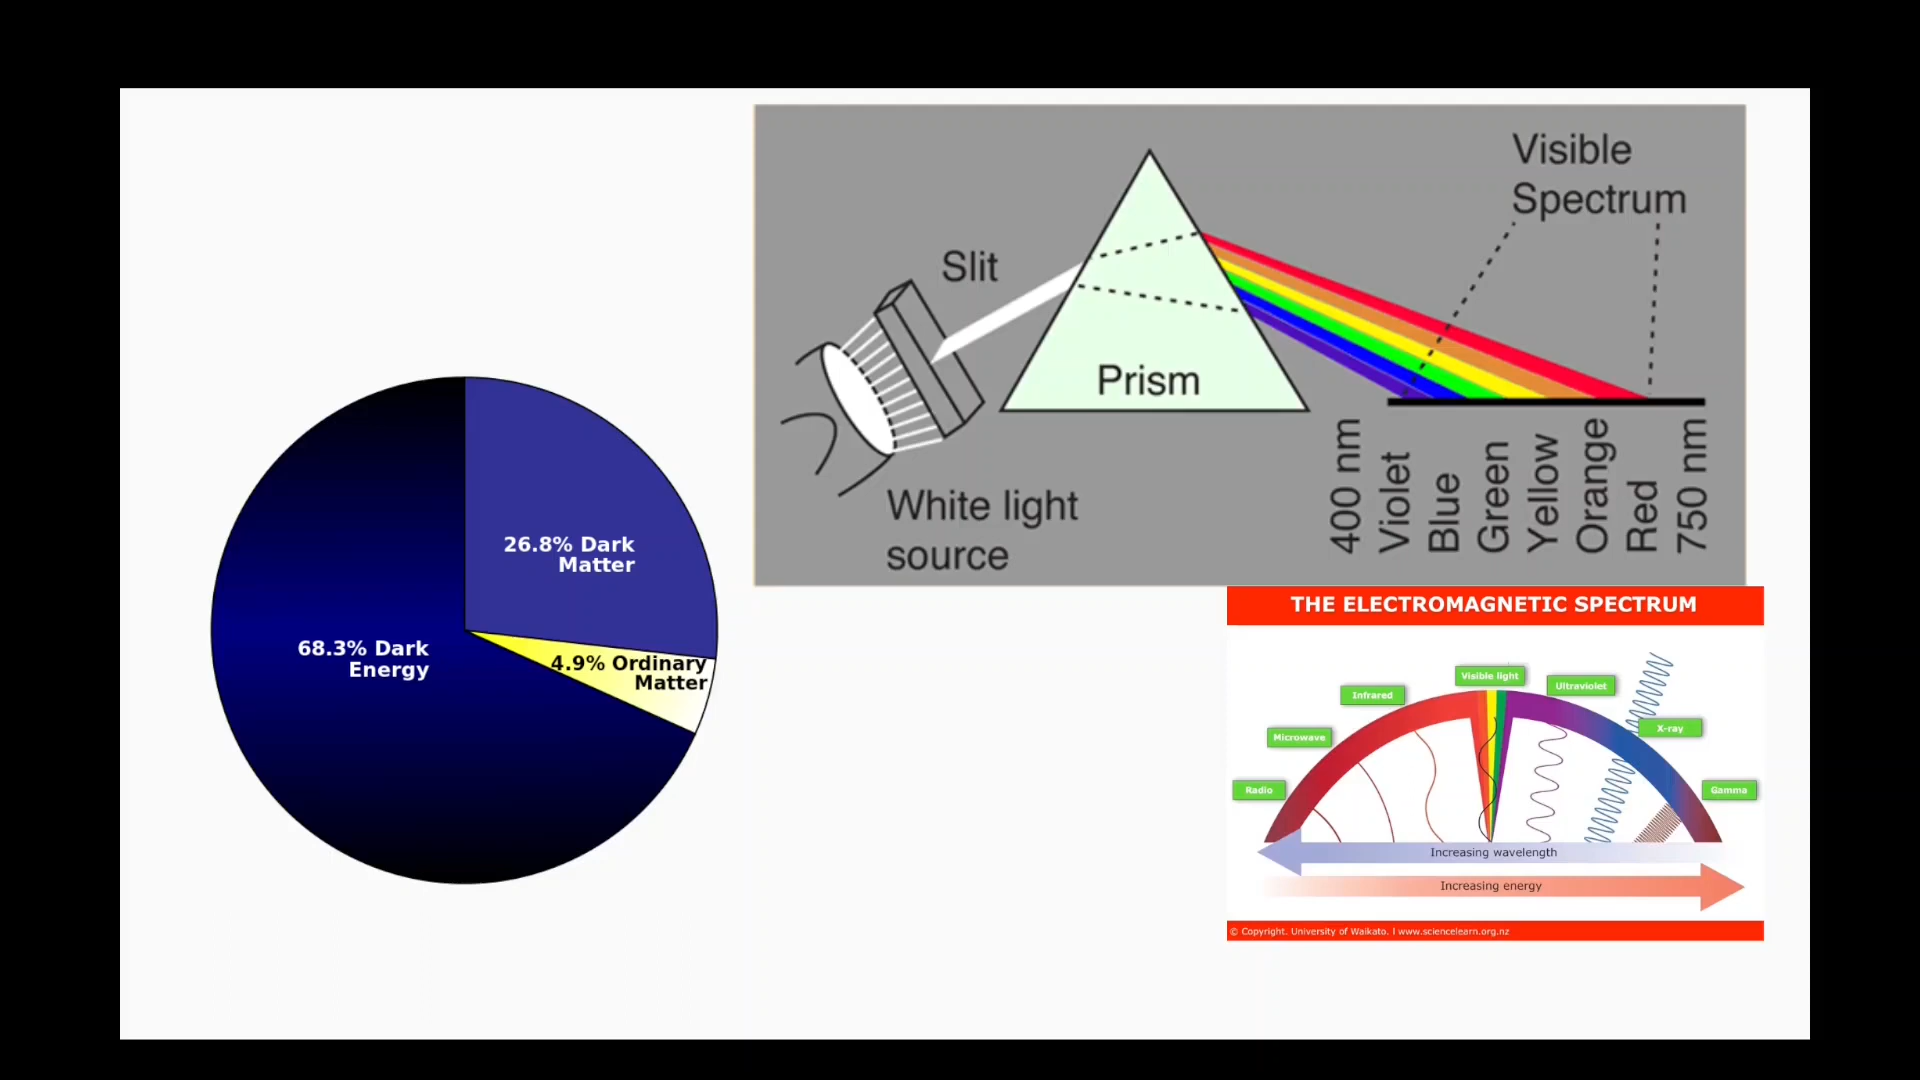 26.8% Dark
Matter
68.3% Dark
Energy
4.9% Ordinary
Matter
Visible
Spectrum
Slit
Prism
White light
source
400 nm
Violet
Blue
Green
Yellow
Orange
Red
750 nm
THE ELECTROMAGNETIC SPECTRUM
Radio
Microwave
Infrared
Visible light
Ultraviolet
X-ray
Gamma
Increasing wavelength
Increasing energy
© Copyright. University of Waikato. I www.sciencelearn.org.nz